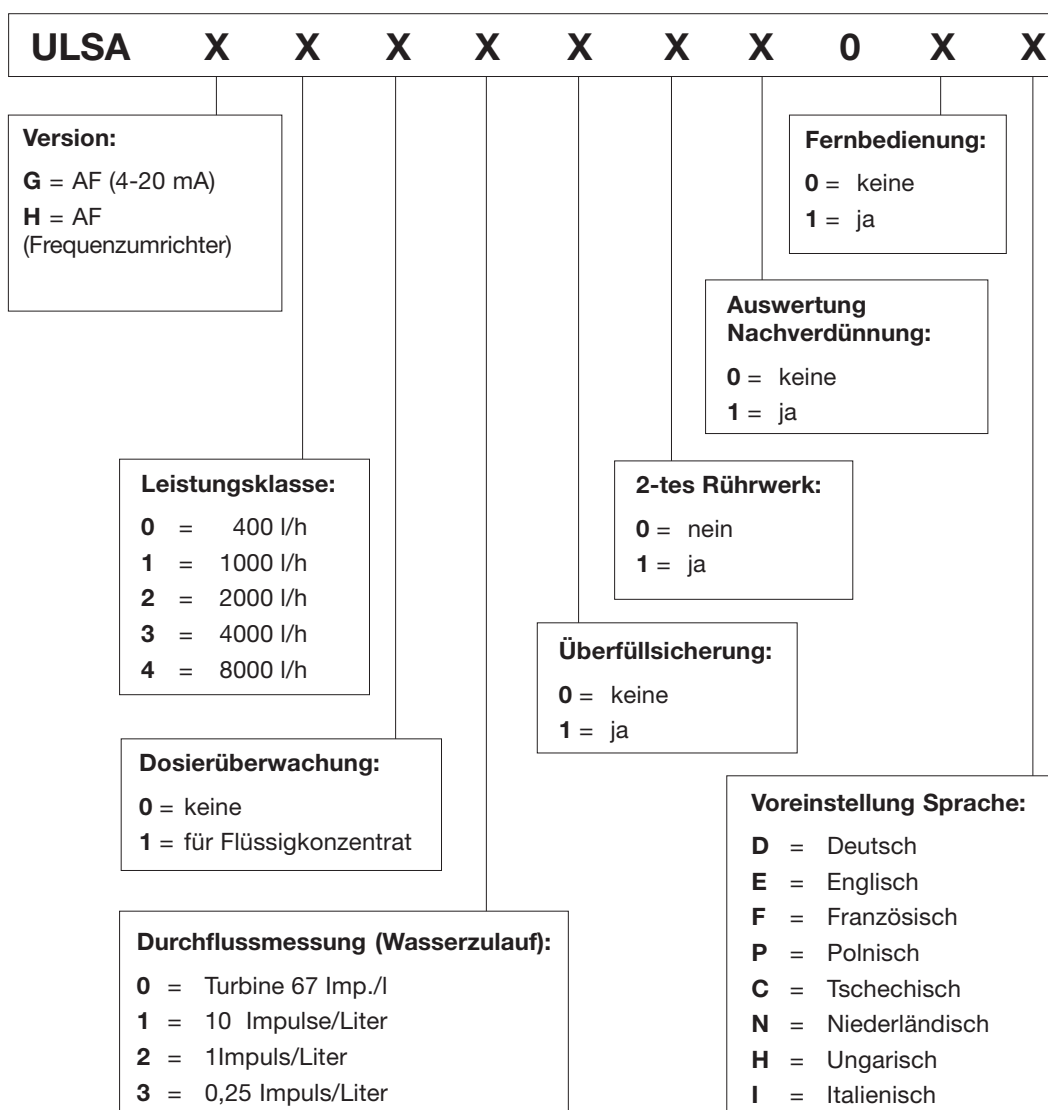 ULSA X X X X X X X 0 X X
Version:
G = AF (4-20 mA)
H = AF
(Frequenzumrichter)
Fernbedienung:
0 = keine
1 = ja
Auswertung
Nachverdünnung:
0 = keine
1 = ja
Leistungsklasse:
0 = 400 l/h
1 = 1000 l/h
2 = 2000 l/h
3 = 4000 l/h
4 = 8000 l/h
2-tes Rührwerk:
0 = nein
1 = ja
Überfüllsicherung:
0 = keine
1 = ja
Dosierüberwachung:
0 = keine
1 = für Flüssigkonzentrat
Voreinstellung Sprache:
D = Deutsch
E = Englisch
F = Französisch
P = Polnisch
C = Tschechisch
N = Niederländisch
H = Ungarisch
I = Italienisch
Durchflussmessung (Wasserzulauf):
0 = Turbine 67 Imp./l
1 = 10 Impulse/Liter
2 = 1Impuls/Liter
3 = 0,25 Impuls/Liter